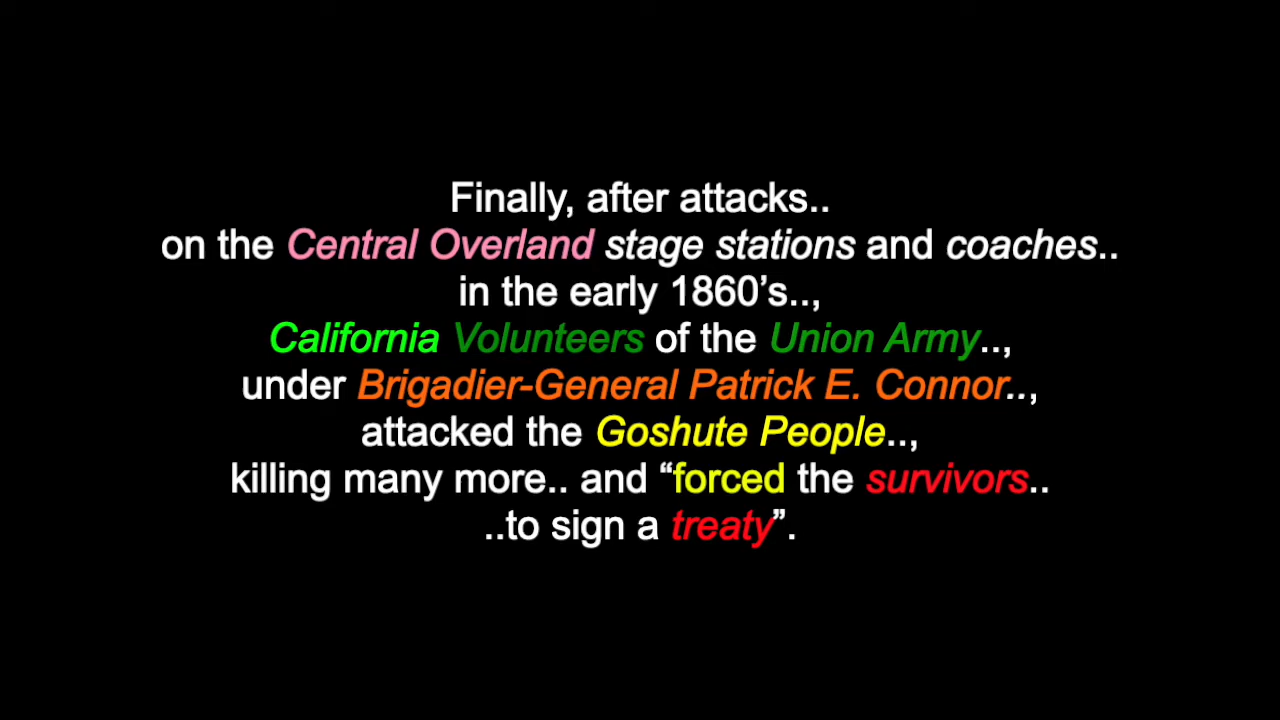 Finally, after attacks..
on the Central Overland stage stations and coaches..
in the early 1860’s..,
California Volunteers of the Union Army..,
under Brigadier-General Patrick E. Connor..,
attacked the Goshute People..,
killing many more.. and “forced the survivors..
..to sign a treaty”.